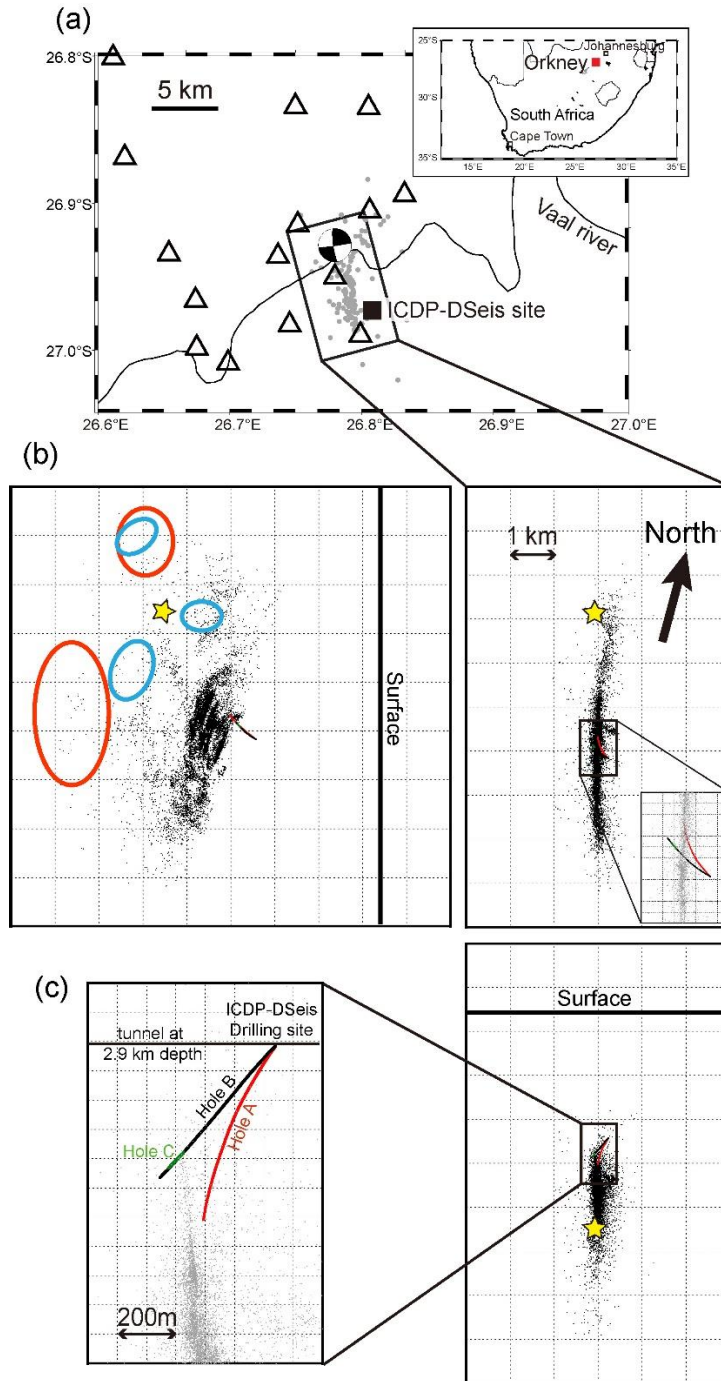 (a)
26.8°S
5 km
26.9°S
27.0°S
26.6°E
26.7°E
26.8°E
26.9°E
27.0°E
25°S
30°S
35°S
Johannesburg
Orkney
South Africa
Cape Town
15°E
20°E
25°E
30°E
35°E
Vaal river
ICDP-DSeis site
(b)
Surface
1 km
North
(c)
ICDP-DSeis
Drilling site
tunnel at
2.9 km depth
Hole B
Hole A
Hole C
200m
Surface